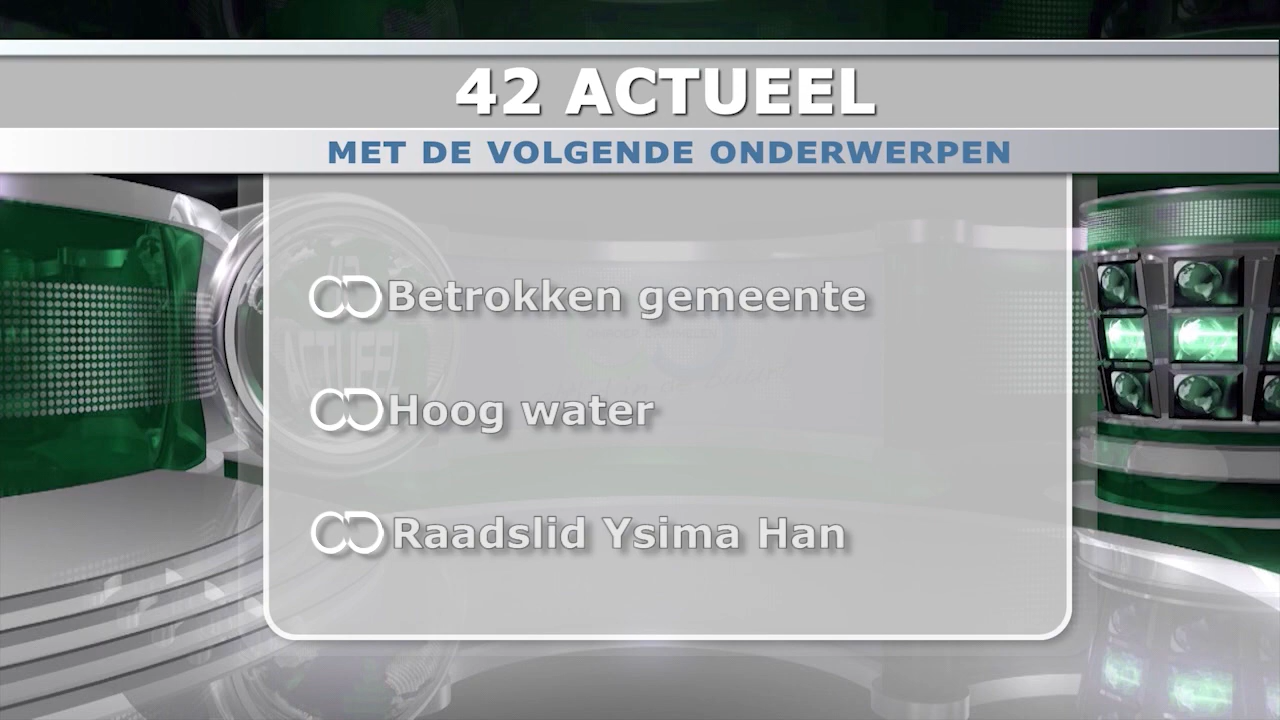 42 ACTUEEL
MET DE VOLGENDE ONDERWERPEN
Betrokken gemeente
Hoog water
Raadslid Ysima Han